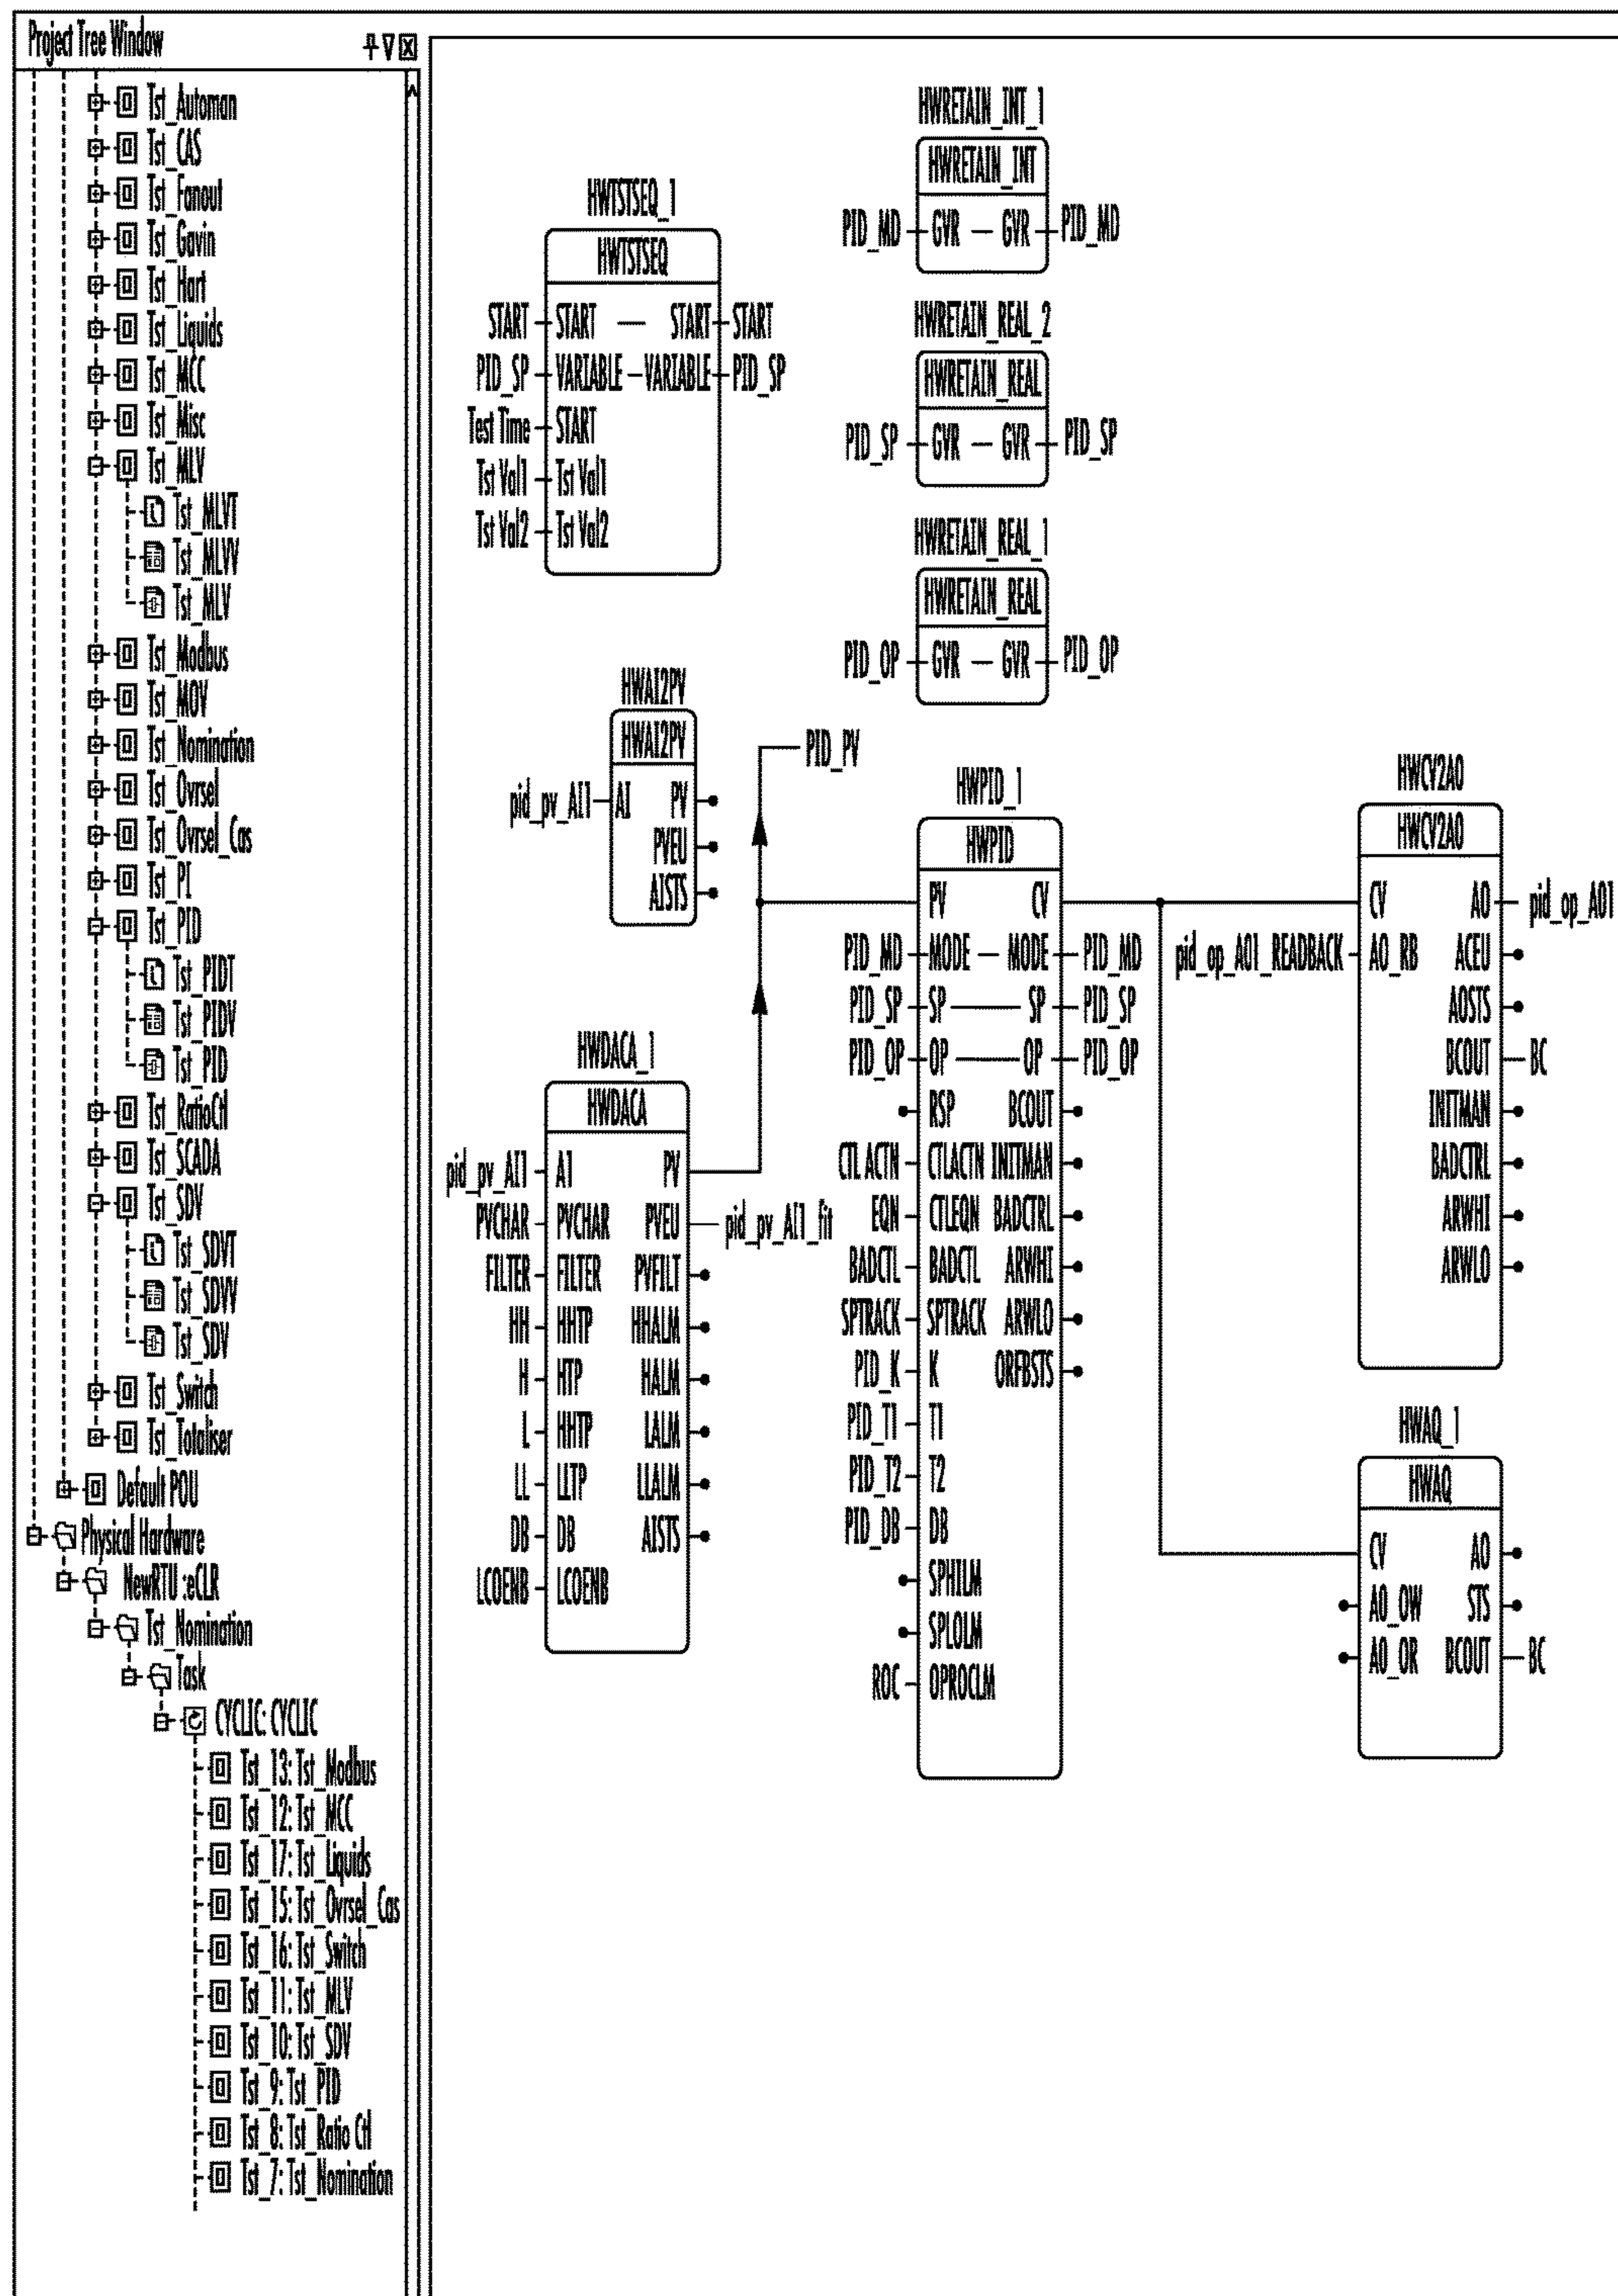 Project Tree Window
Tst_Automan
Tst_CAS
Tst_Fanout
Tst_Gavin
Tst_Hart
Tst_Liquids
Tst_MCC
Tst_Misc
Tst_MLV
Tst_MLVT
Tst_MLVV
Tst_MLV
Tst_Modbus
Tst_MOV
Tst_Nomination
Tst_Ovrsel
Tst_Ovrsel_Cas
Tst_PI
Tst_PID
Tst_PIDT
Tst_PIDV
Tst_PID
Tst_RatioCtl
Tst_SCADA
Tst_SDV
Tst_SDVT
Tst_SDVV
Tst_SDV
Tst_Switch
Tst_Totaliser
Default POU
Physical Hardware
NewRTU :eCLR
Tst_Nomination
Task
CYCLIC: CYCLIC
Tst_13: Tst_Modbus
Tst_12: Tst_MCC
Tst_17: Tst_Liquids
Tst_15: Tst_Ovrsel_Cas
Tst_16: Tst_Switch
Tst_11: Tst_MLV
Tst_10: Tst_SDV
Tst_9: Tst_PID
Tst_8: Tst_Ratio Ctl
Tst_7: Tst_Nomination
HWTSTSEQ_1
HWTSTSEQ
START START START START
PID_SP VARIABLE VARIABLE PID_SP
Test Time START
Tst Val1 Tst Val1
Tst Val2 Tst Val2
HWRETAIN_INT_1
HWRETAIN_INT
PID_MD GVR GVR PID_MD
HWRETAIN_REAL_2
HWRETAIN_REAL
PID_SP GVR GVR PID_SP
HWRETAIN_REAL_1
HWRETAIN_REAL
PID_OP GVR GVR PID_OP
HWAI2PV
HWAI2PV
pid_pv_AI1 AI PV
PVEU
AISTS
PID_PV
HWDACA_1
HWDACA
pid_pv_AI1 A1 PV
PVCHAR PVCHAR PVEU pid_pv_AI1_fit
FILTER FILTER PVFILT
HH HHTP HHALM
H HTP HALM
L HHTP LALM
LL LLTP LLALM
DB DB AISTS
LCOENB LCOENB
HWPID_1
HWPID
PV CV
PID_MD MODE MODE PID_MD
PID_SP SP SP PID_SP
PID_OP OP OP PID_OP
RSP BCOUT
CTL ACTN CTLACTN INITMAN
EQN CTLEQN BADCTRL
BADCTL BADCTL ARWHI
SPTRACK SPTRACK ARWLO
PID_K K ORFBSTS
PID_T1 T1
PID_T2 T2
PID_DB DB
SPHILM
SPLOLM
ROC OPROCLM
HWCV2AO
HWCV2AO
CV AO pid_op_AO1
pid_op_AO1_READBACK AO_RB ACEU
AOSTS
BCOUT BC
INITMAN
BADCTRL
ARWHI
ARWLO
HWAQ_1
HWAQ
CV AO
AO_OW STS
AO_OR BCOUT BC